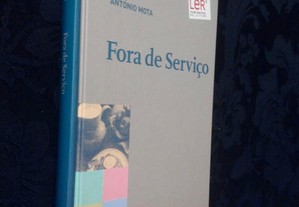 ANTÓNIO MOTA
LER+
Fora de Serviço
Fora de Serviço